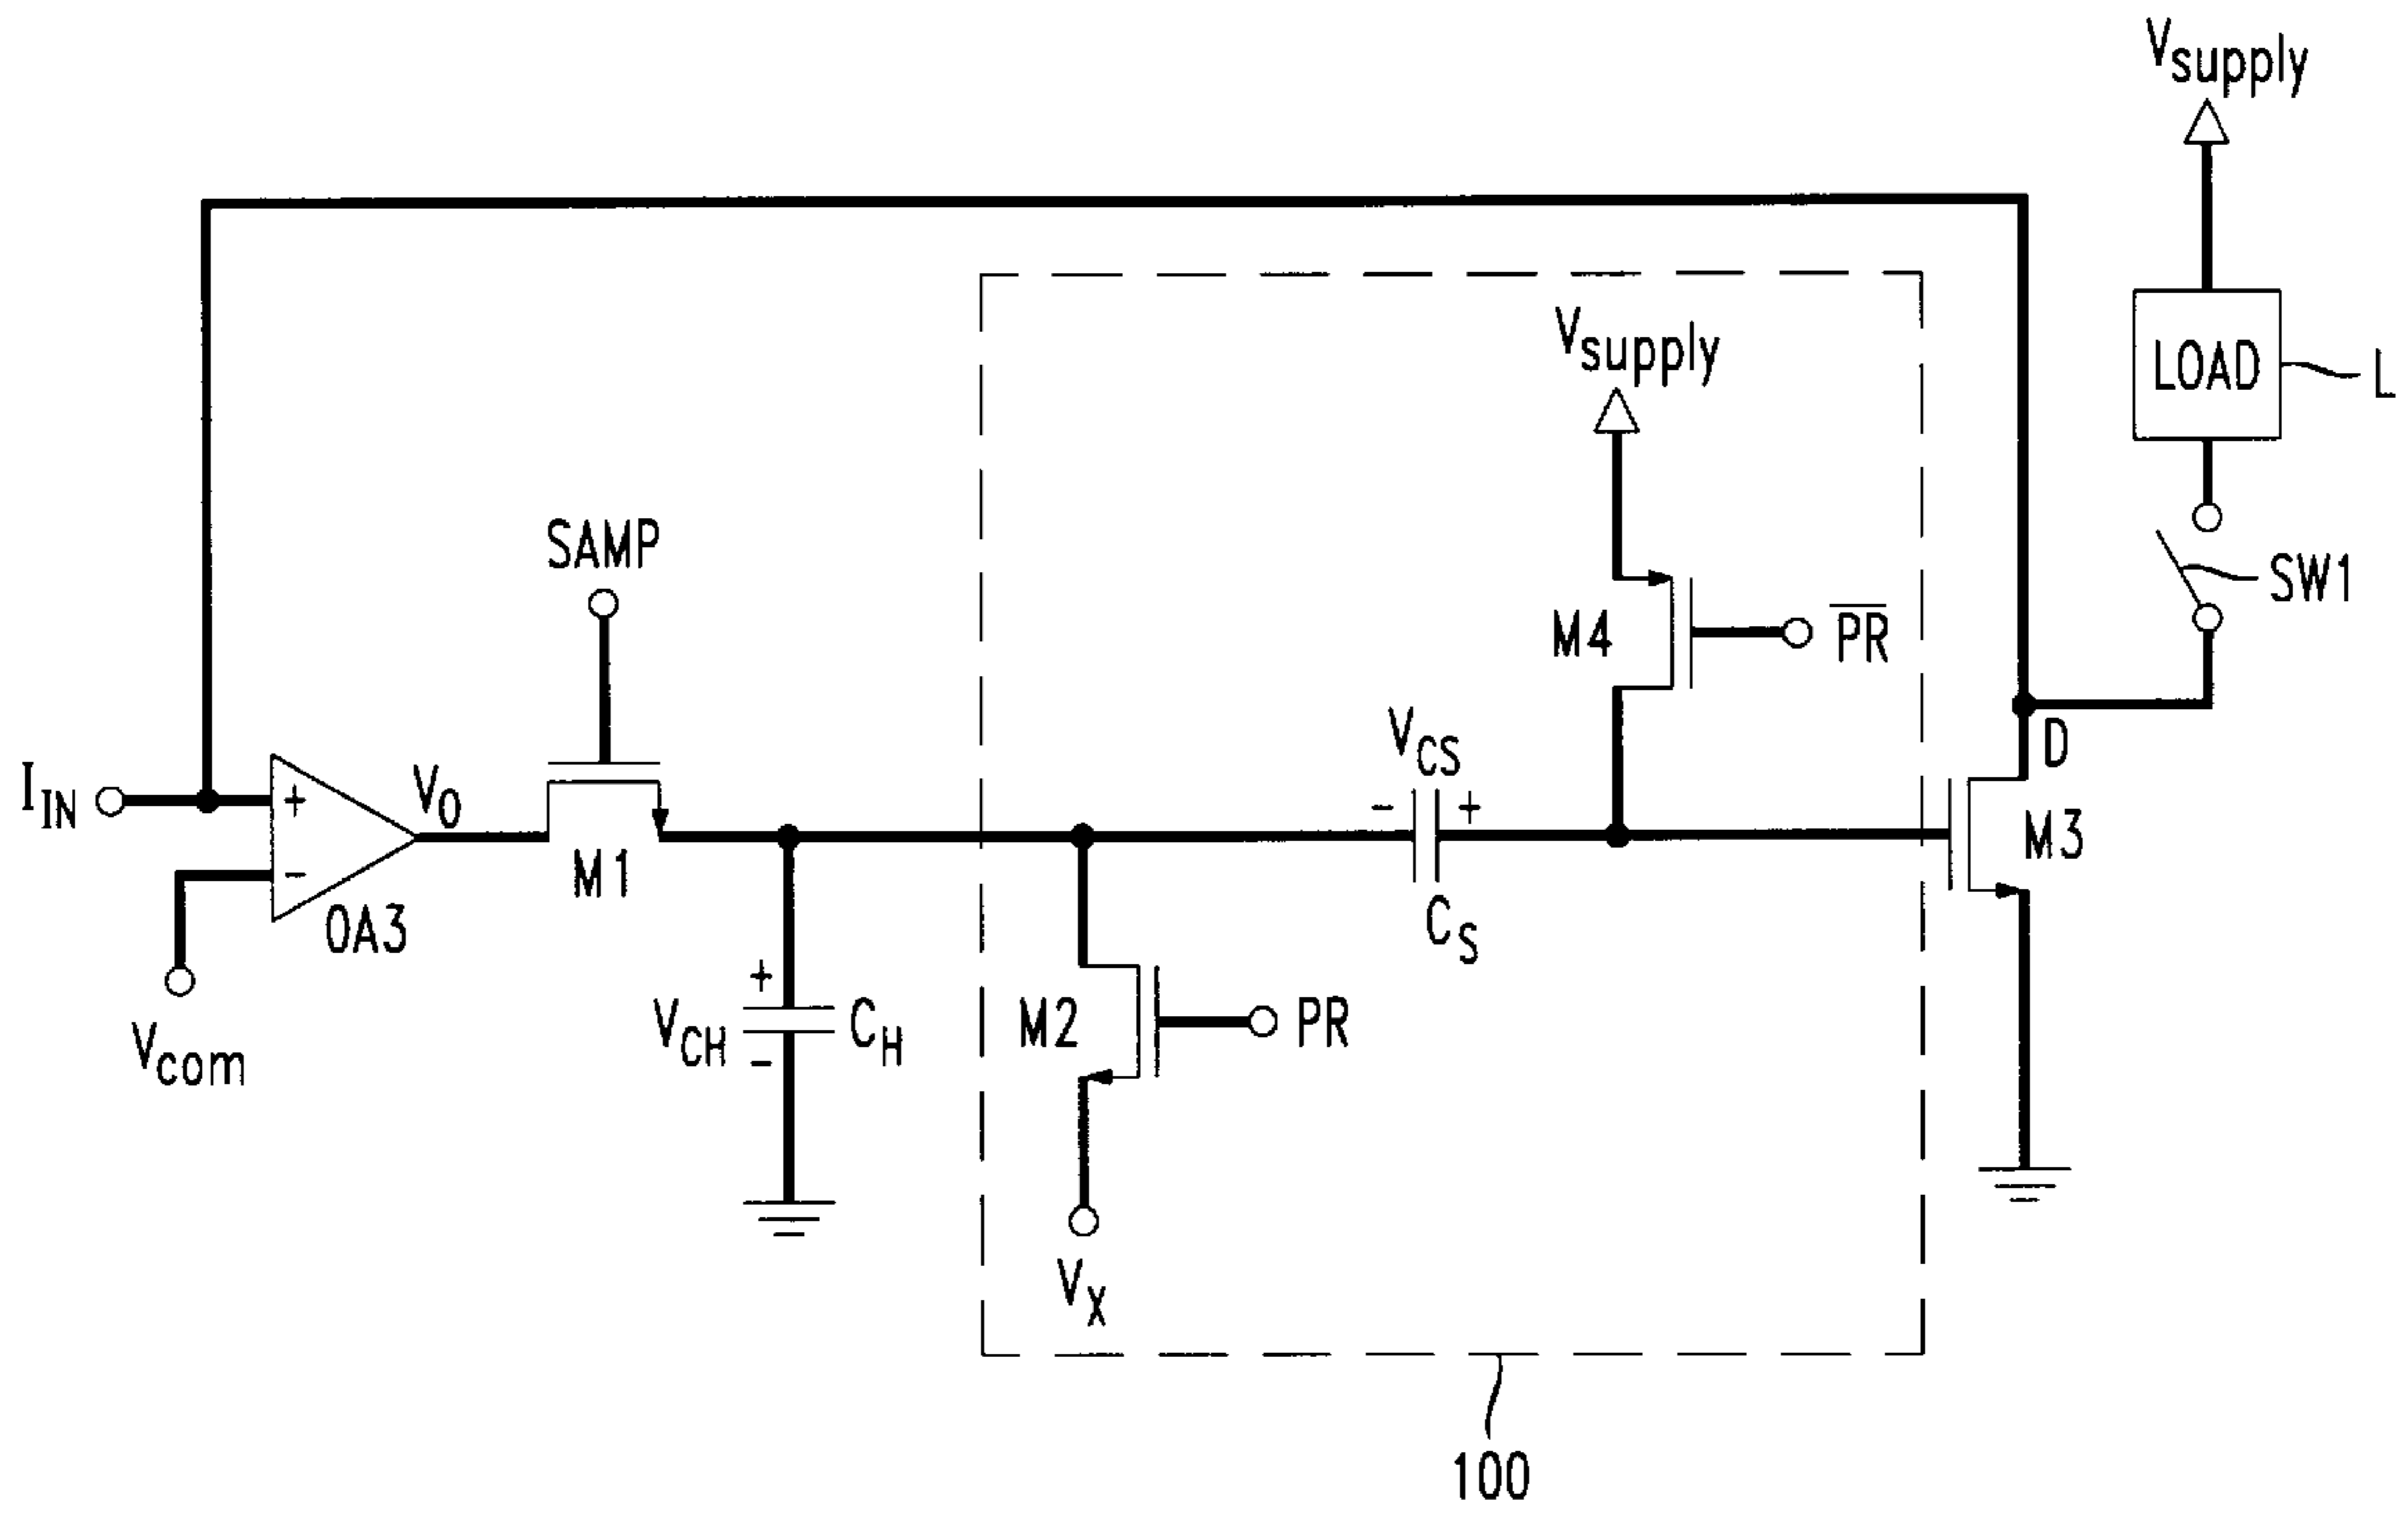 Vsupply
Vsupply
LOAD
L
SAMP
SW1
M4
PR
VCS
- +
D
IIN
+
VO
M3
-
M1
OA3
CS
+
VCH
CH
-
M2
PR
Vcom
VX
100